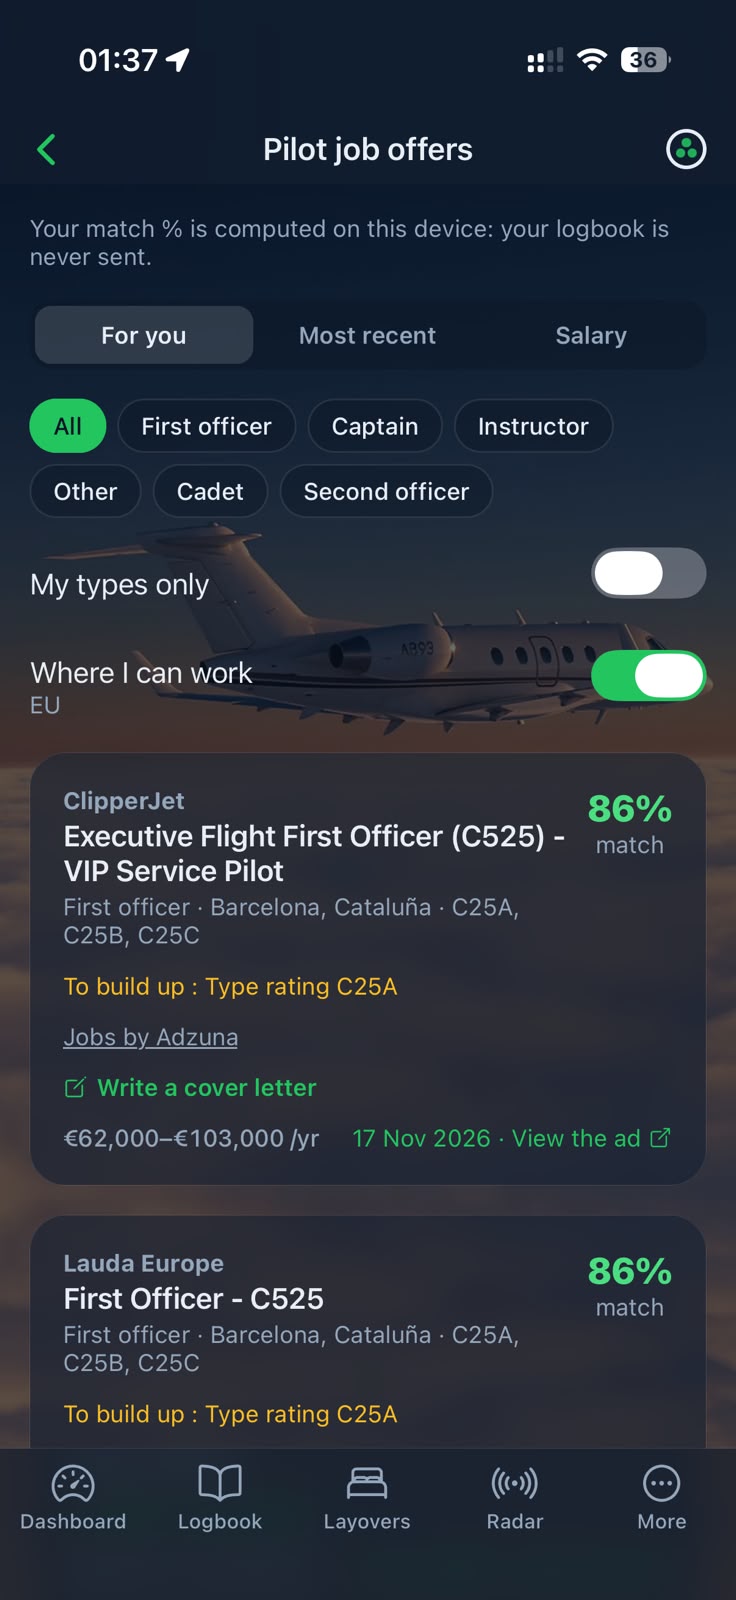 01:37
36
Pilot job offers
Your match % is computed on this device: your logbook is
never sent.
For you
Most recent
Salary
All
First officer
Captain
Instructor
Other
Cadet
Second officer
My types only
Where I can work
EU
ClipperJet
86%
Executive Flight First Officer (C525) -
match
VIP Service Pilot
First officer · Barcelona, Cataluña · C25A,
C25B, C25C
To build up : Type rating C25A
Jobs by Adzuna
Write a cover letter
€62,000–€103,000 /yr
17 Nov 2026 · View the ad
Lauda Europe
86%
First Officer - C525
match
First officer · Barcelona, Cataluña · C25A,
C25B, C25C
To build up : Type rating C25A
Dashboard
Logbook
Layovers
Radar
More